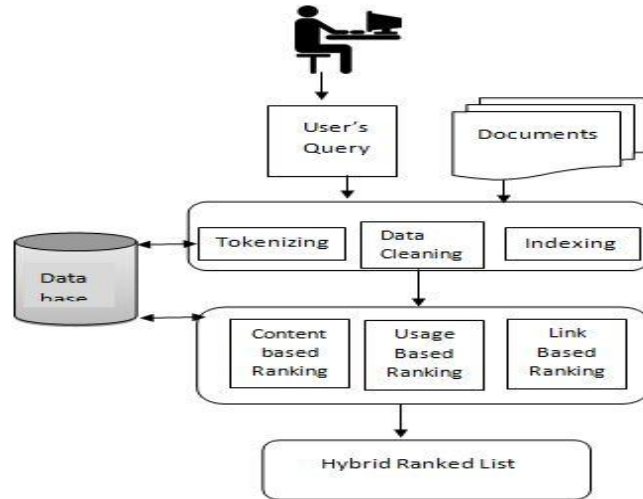 User's
Query
Documents
Tokenizing
Data
Cleaning
Indexing
Data
base
Content
based
Ranking
Usage
Based
Ranking
Link
Based
Ranking
Hybrid Ranked List